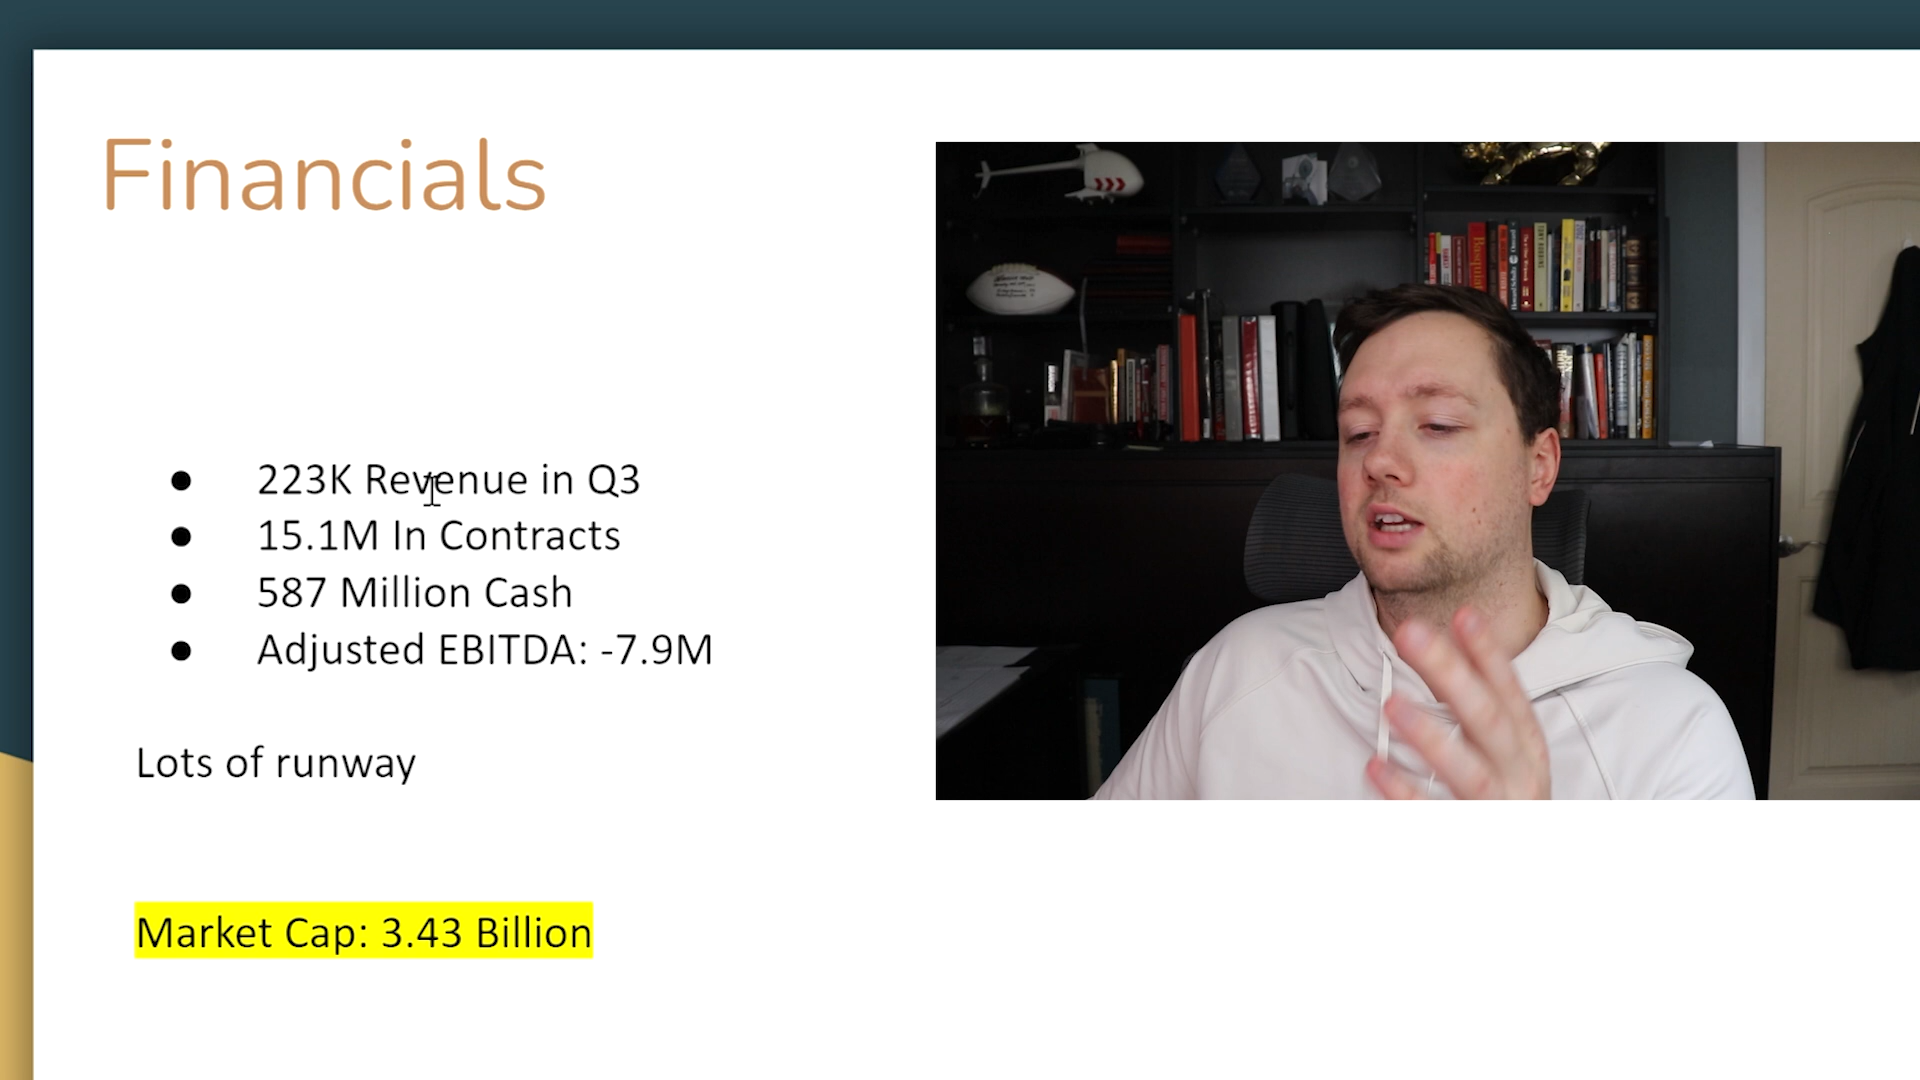 Financials
● 223K Revenue in Q3
● 15.1M In Contracts
● 587 Million Cash
● Adjusted EBITDA: -7.9M
Lots of runway
Market Cap: 3.43 Billion